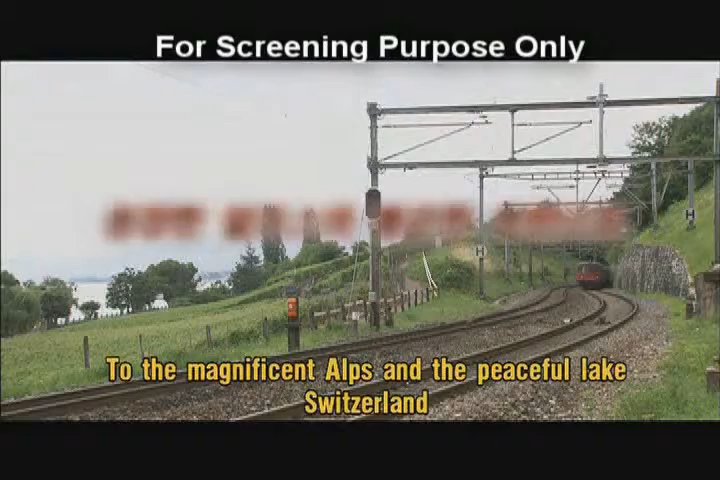 For Screening Purpose Only
To the magnificent Alps and the peaceful lake
Switzerland